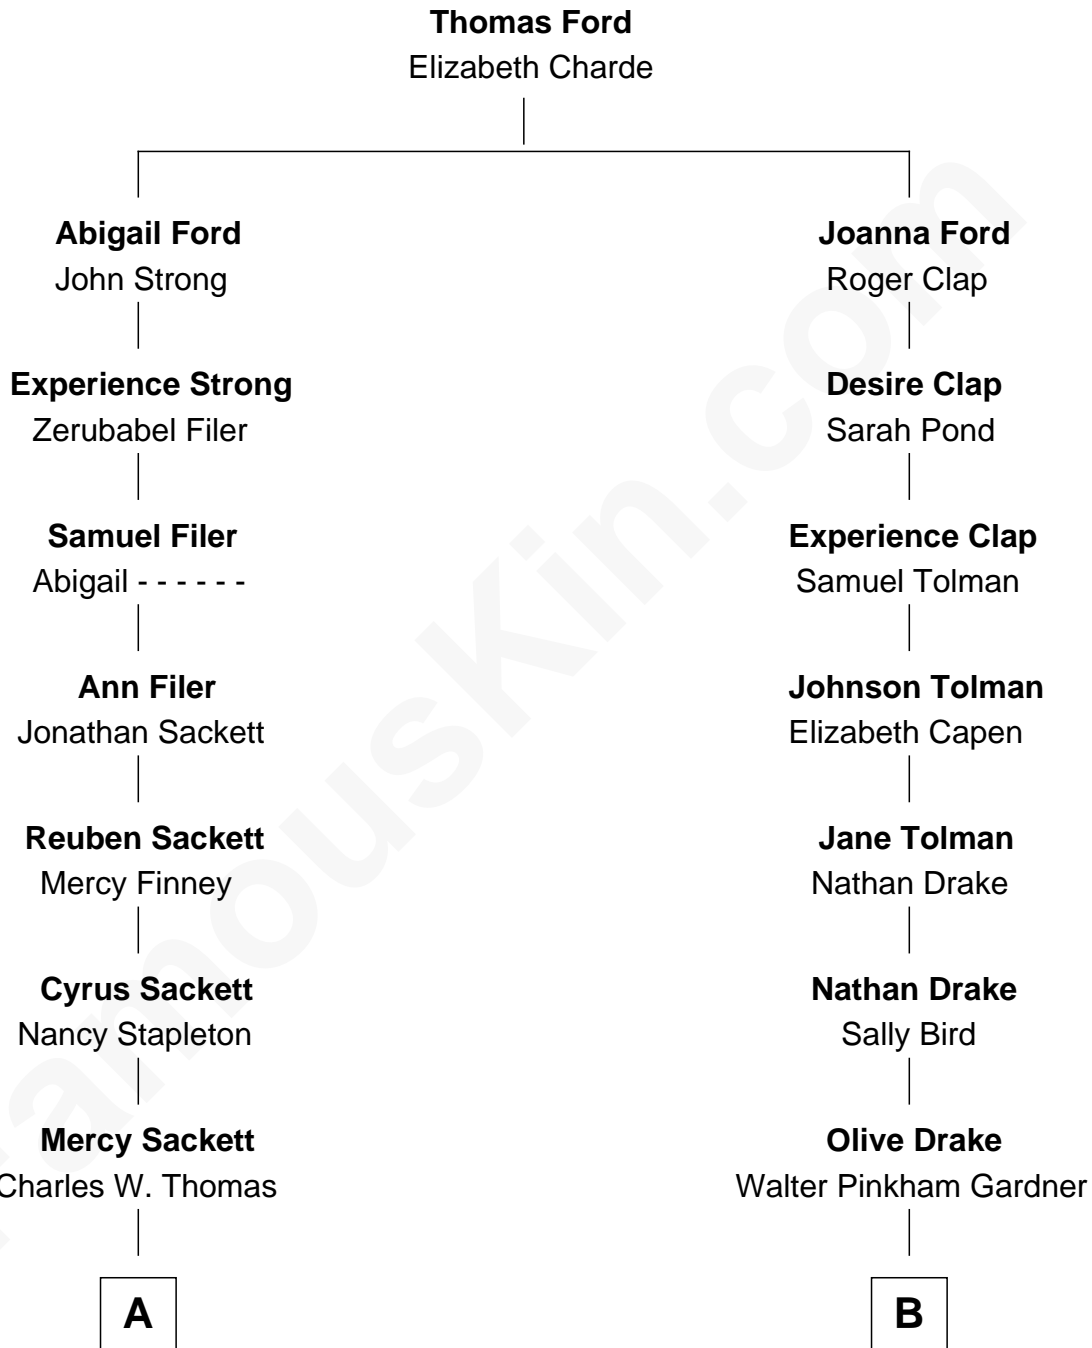 Thomas Ford
Elizabeth Charde
Abigail Ford
John Strong
Joanna Ford
Roger Clap
Experience Strong
Zerubabel Filer
Desire Clap
Sarah Pond
Samuel Filer
Abigail - - - - - -
Experience Clap
Samuel Tolman
Ann Filer
Jonathan Sackett
Johnson Tolman
Elizabeth Capen
Reuben Sackett
Mercy Finney
Jane Tolman
Nathan Drake
Cyrus Sackett
Nancy Stapleton
Nathan Drake
Sally Bird
Mercy Sackett
Charles W. Thomas
Olive Drake
Walter Pinkham Gardner
A
B
FamousKin.com